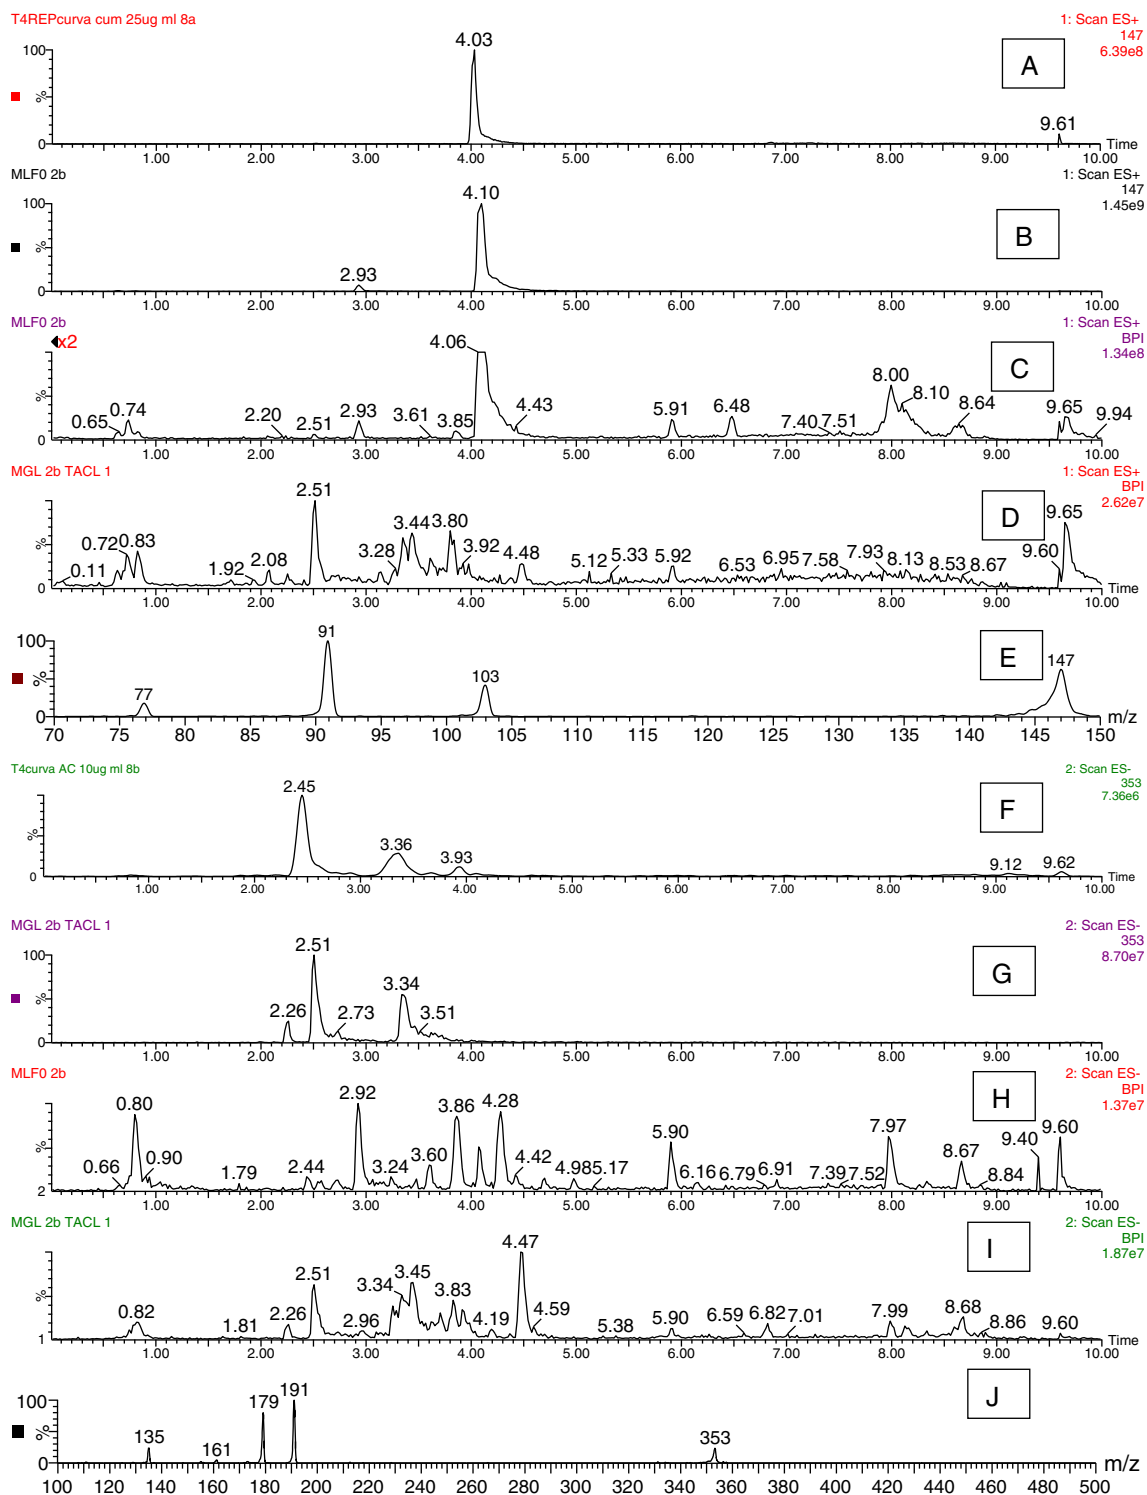 T4REPcurva cum 25ug ml 8a
1: Scan ES+
147
6.39e8
A
100
%
0
4.03
9.61
1.00 2.00 3.00 4.00 5.00 6.00 7.00 8.00 9.00 10.00
Time
MLF0 2b
1: Scan ES+
147
1.45e9
B
100
%
0
2.93
4.10
1.00 2.00 3.00 4.00 5.00 6.00 7.00 8.00 9.00 10.00
MLF0 2b
1: Scan ES+
BPI
1.34e8
x2
C
%
0
0.65 0.74 2.20 2.51 2.93 3.61 3.85 4.06 4.43 5.91 6.48 7.40 7.51 8.00 8.10 8.64 9.65 9.94
1.00 2.00 3.00 4.00 5.00 6.00 7.00 8.00 9.00 10.00
MGL 2b TACL 1
1: Scan ES+
BPI
2.62e7
D
%
0
0.11 0.72 0.83 1.92 2.08 2.51 3.28 3.44 3.80 3.92 4.48 5.12 5.33 5.92 6.53 6.95 7.58 7.93 8.13 8.53 8.67 9.60 9.65
1.00 2.00 3.00 4.00 5.00 6.00 7.00 8.00 9.00 10.00
Time
E
100
%
0
77 91 103 147
70 75 80 85 90 95 100 105 110 115 120 125 130 135 140 145 150
m/z
T4curva AC 10ug ml 8b
2: Scan ES-
353
7.36e6
F
%
0
2.45 3.36 3.93 9.12 9.62
1.00 2.00 3.00 4.00 5.00 6.00 7.00 8.00 9.00 10.00
Time
MGL 2b TACL 1
2: Scan ES-
353
8.70e7
G
100
%
0
2.26 2.51 2.73 3.34 3.51
1.00 2.00 3.00 4.00 5.00 6.00 7.00 8.00 9.00 10.00
MLF0 2b
2: Scan ES-
BPI
1.37e7
H
%
2
0.66 0.80 0.90 1.79 2.44 2.92 3.24 3.60 3.86 4.28 4.42 4.98 5.17 5.90 6.16 6.79 6.91 7.39 7.52 7.97 8.67 8.84 9.40 9.60
1.00 2.00 3.00 4.00 5.00 6.00 7.00 8.00 9.00 10.00
MGL 2b TACL 1
2: Scan ES-
BPI
1.87e7
I
%
1
0.82 1.81 2.26 2.51 2.96 3.34 3.45 3.83 4.19 4.47 4.59 5.38 5.90 6.59 6.82 7.01 7.99 8.68 8.86 9.60
1.00 2.00 3.00 4.00 5.00 6.00 7.00 8.00 9.00 10.00
Time
J
100
%
0
135 161 179 191 353
100 120 140 160 180 200 220 240 260 280 300 320 340 360 380 400 420 440 460 480 500
m/z